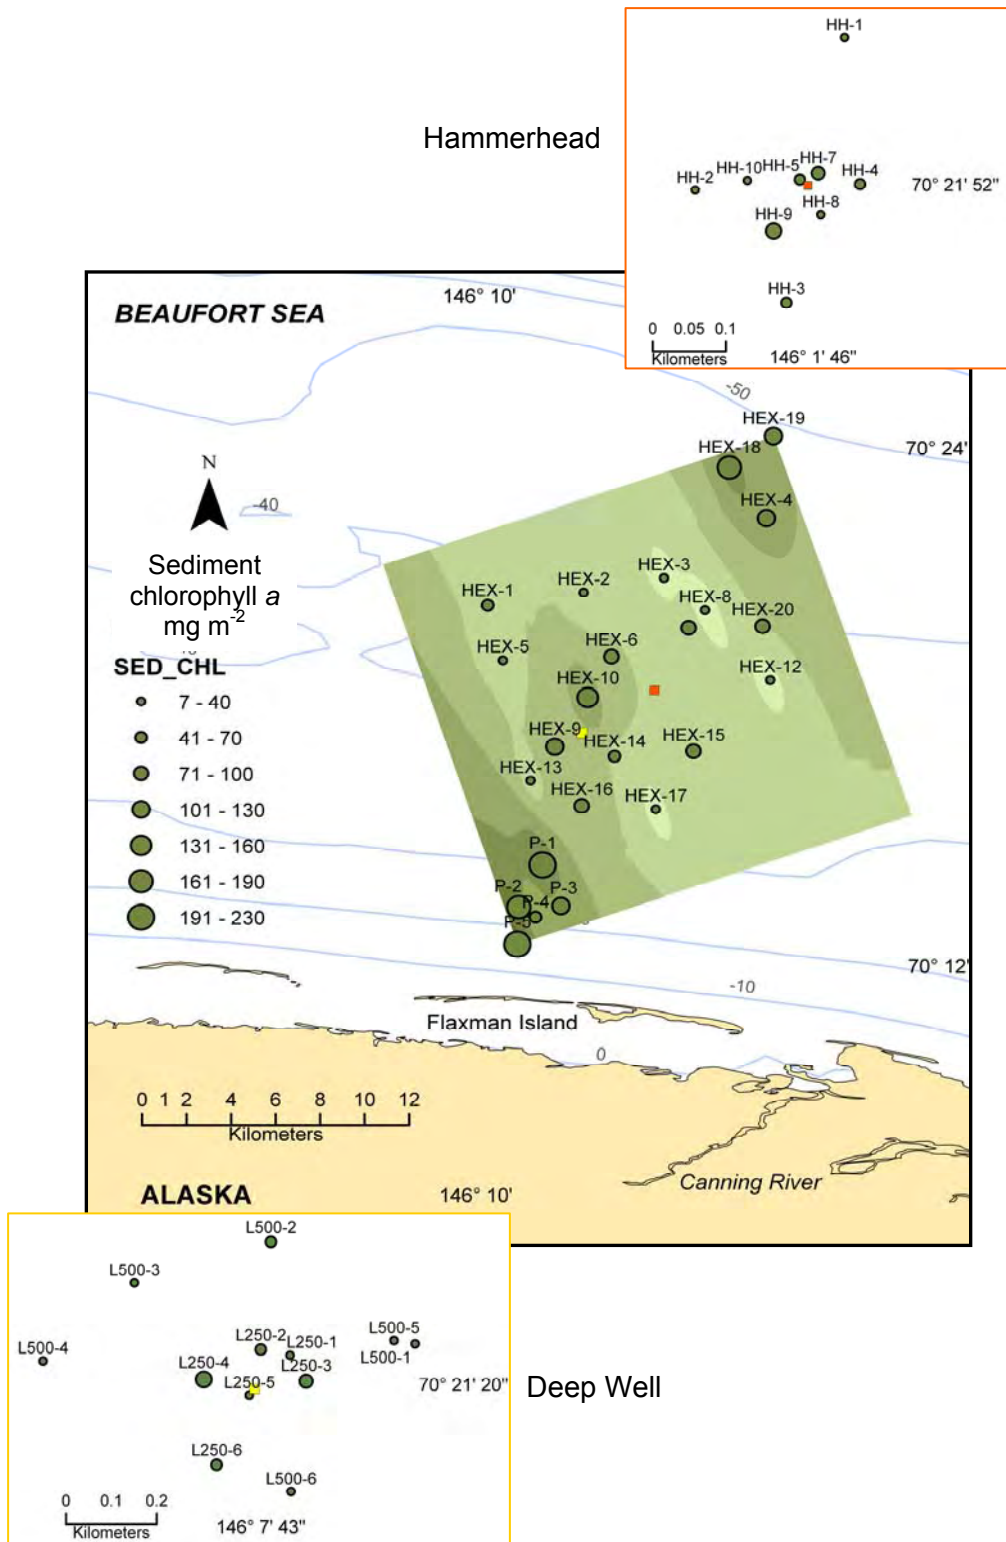 HH-1
Hammerhead
HH-7
HH-10 HH-5
HH-4
HH-2
70° 21' 52"
HH-8
HH-9
HH-3
0 0.05 0.1
Kilometers
146° 1' 46"
BEAUFORT SEA
146° 10'
-50
HEX-19
HEX-18
70° 24'
N
-40
HEX-4
Sediment
chlorophyll a
mg m-2
HEX-3
HEX-2
HEX-1
HEX-8
HEX-20
HEX-5
HEX-6
SED_CHL
HEX-12
7 - 40
HEX-10
41 - 70
HEX-9
HEX-15
HEX-14
71 - 100
HEX-13
HEX-16
HEX-17
101 - 130
131 - 160
P-1
161 - 190
P-2
P-3
P-4
191 - 230
P-5
70° 12'
-10
Flaxman Island
0
0 1 2 4 6 8 10 12
Kilometers
Canning River
ALASKA
146° 10'
L500-2
L500-3
L500-5
L500-4
L250-2
L250-1
L500-1
L250-4
L250-3
L250-5
70° 21' 20"
Deep Well
L250-6
L500-6
0 0.1 0.2
Kilometers
146° 7' 43"